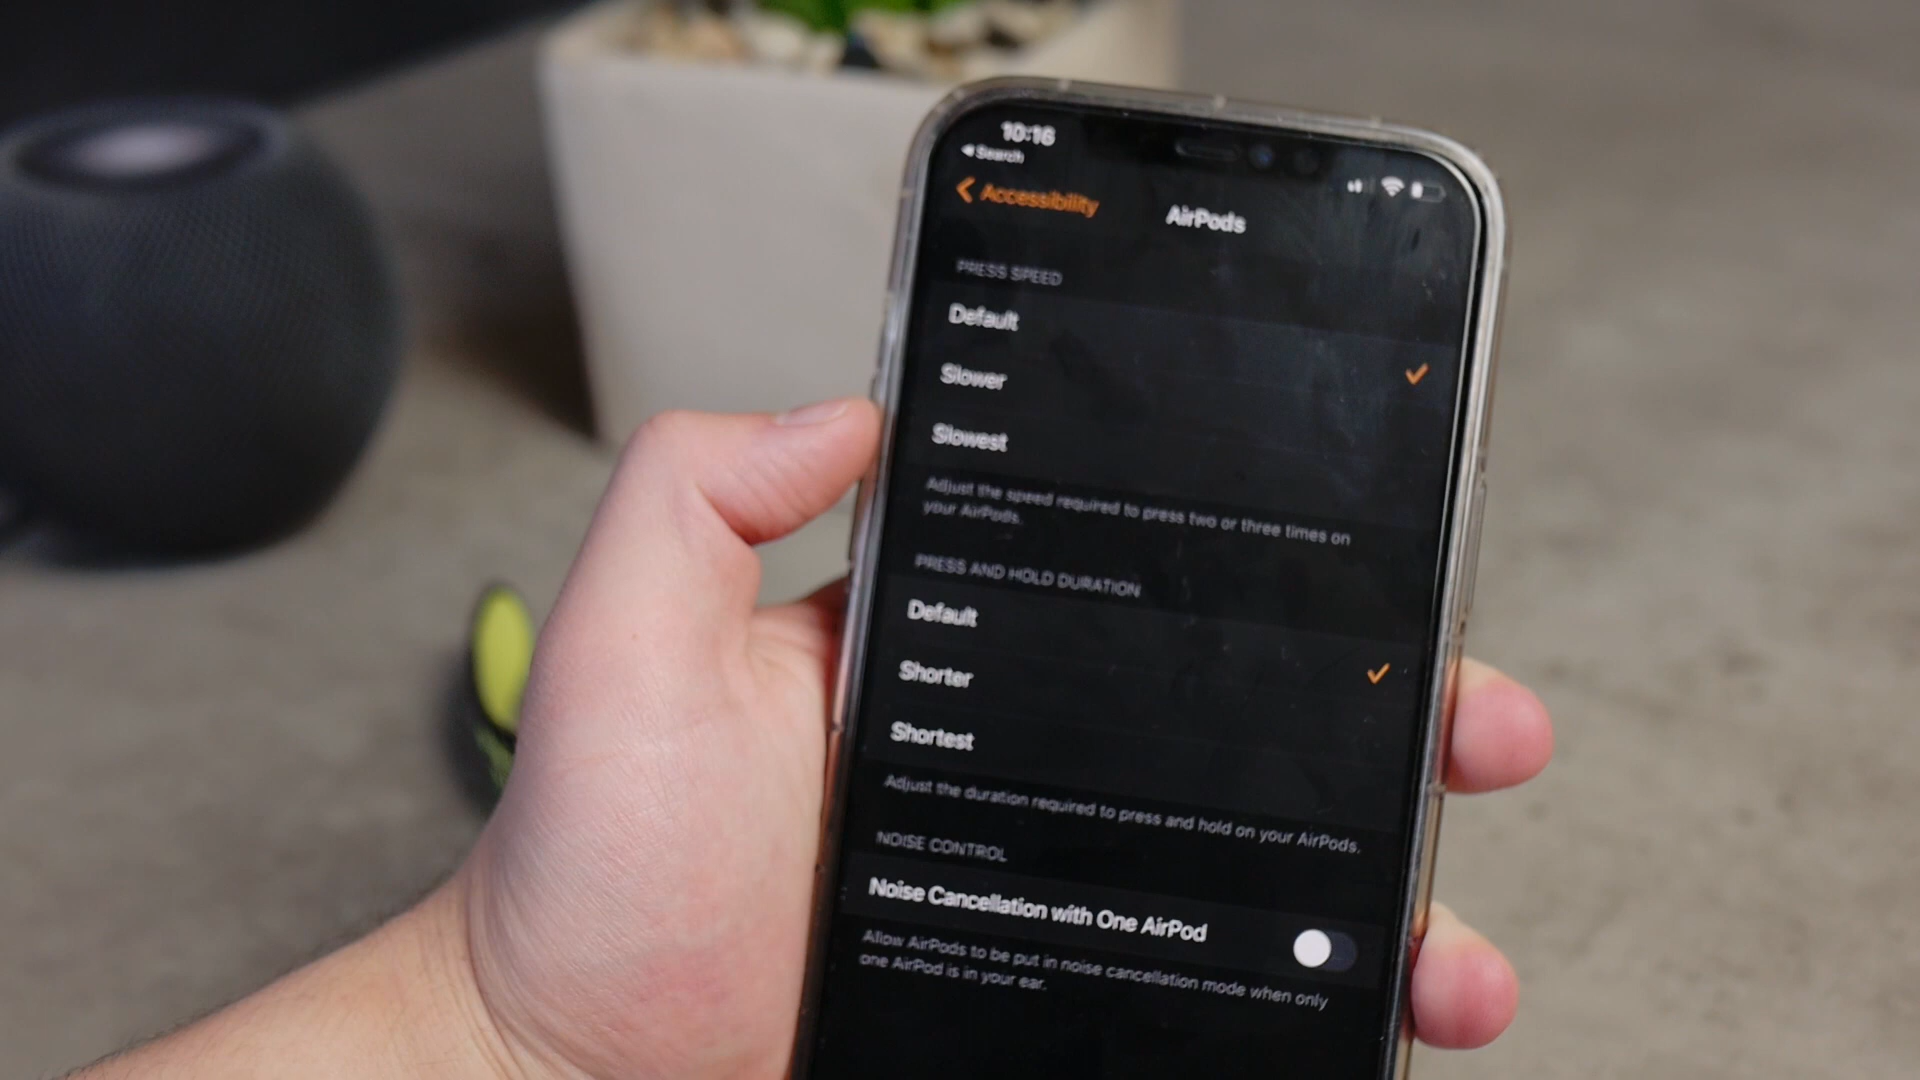 10:16
Search
Accessibility
AirPods
PRESS SPEED
Default
Slower
Slowest
Adjust the speed required to press two or three times on
your AirPods.
PRESS AND HOLD DURATION
Default
Shorter
Shortest
Adjust the duration required to press and hold on your AirPods.
NOISE CONTROL
Noise Cancellation with One AirPod
Allow AirPods to be put in noise cancellation mode when only
one AirPod is in your ear.